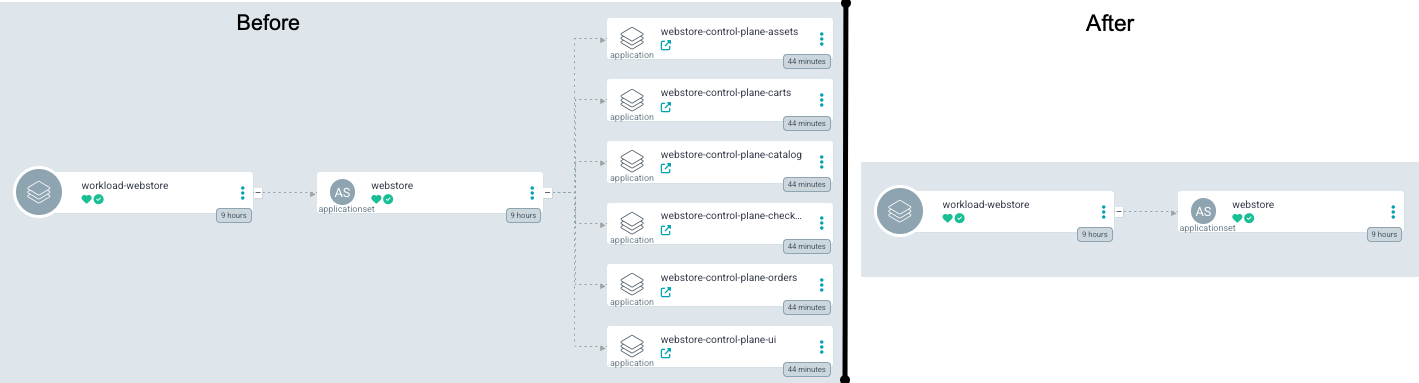 Before
workload-webstore
9 hours
AS
webstore
applicationset
9 hours
webstore-control-plane-assets
application
44 minutes
webstore-control-plane-carts
application
44 minutes
webstore-control-plane-catalog
application
44 minutes
webstore-control-plane-check...
application
44 minutes
webstore-control-plane-orders
application
44 minutes
webstore-control-plane-ui
application
44 minutes
After
workload-webstore
9 hours
AS
webstore
applicationset
9 hours